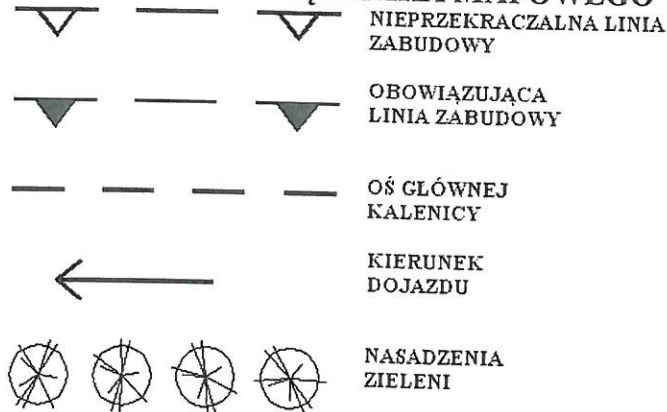 NIEPRZEKRACZALNA LINIA
ZABUDOWY
OBOWIĄZUJĄCA
LINIA ZABUDOWY
OŚ GŁÓWNEJ
KALENICY
KIERUNEK
DOJAZDU
NASADZENIA
ZIELENI